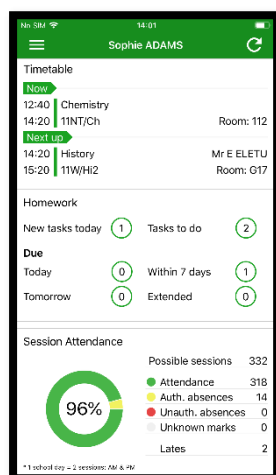 No SIM 14:01
Sophie ADAMS
Timetable
Now
12:40 Chemistry
14:20 11NT/Ch Room: 112
Next up
14:20 History Mr E ELETU
15:20 11W/Hi2 Room: G17
Homework
New tasks today 1 Tasks to do 2
Due
Today 0 Within 7 days 1
Tomorrow 0 Extended 0
Session Attendance
Possible sessions 332
Attendance 318
Auth. absences 14
Unauth. absences 0
Unknown marks 0
Lates 2
96%
* 1 school day = 2 sessions: AM & PM